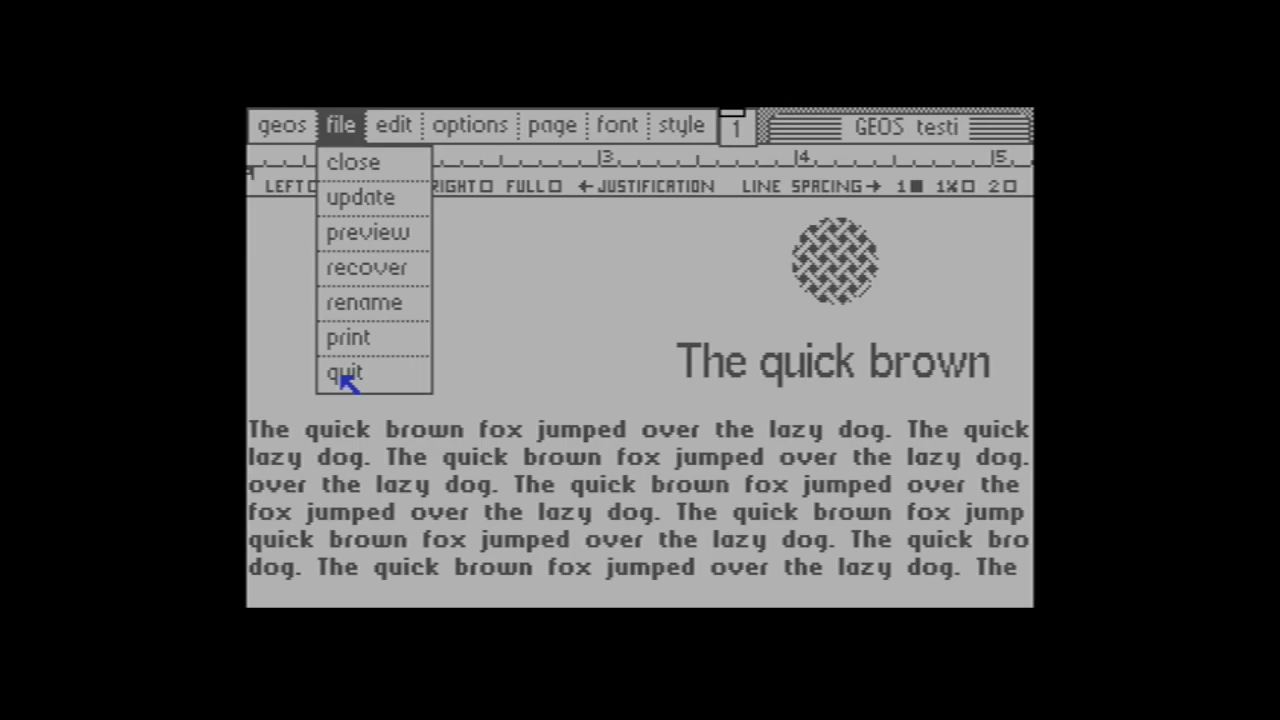 geos file edit options page font style 1 GEOS testi
3 4 5
close
LEFT RIGHT FULL ←JUSTIFICATION LINE SPACING→ 1 1½ 2
update
preview
recover
rename
print
quit
The quick brown
The quick brown fox jumped over the lazy dog. The quick
lazy dog. The quick brown fox jumped over the lazy dog.
over the lazy dog. The quick brown fox jumped over the
fox jumped over the lazy dog. The quick brown fox jump
quick brown fox jumped over the lazy dog. The quick bro
dog. The quick brown fox jumped over the lazy dog. The